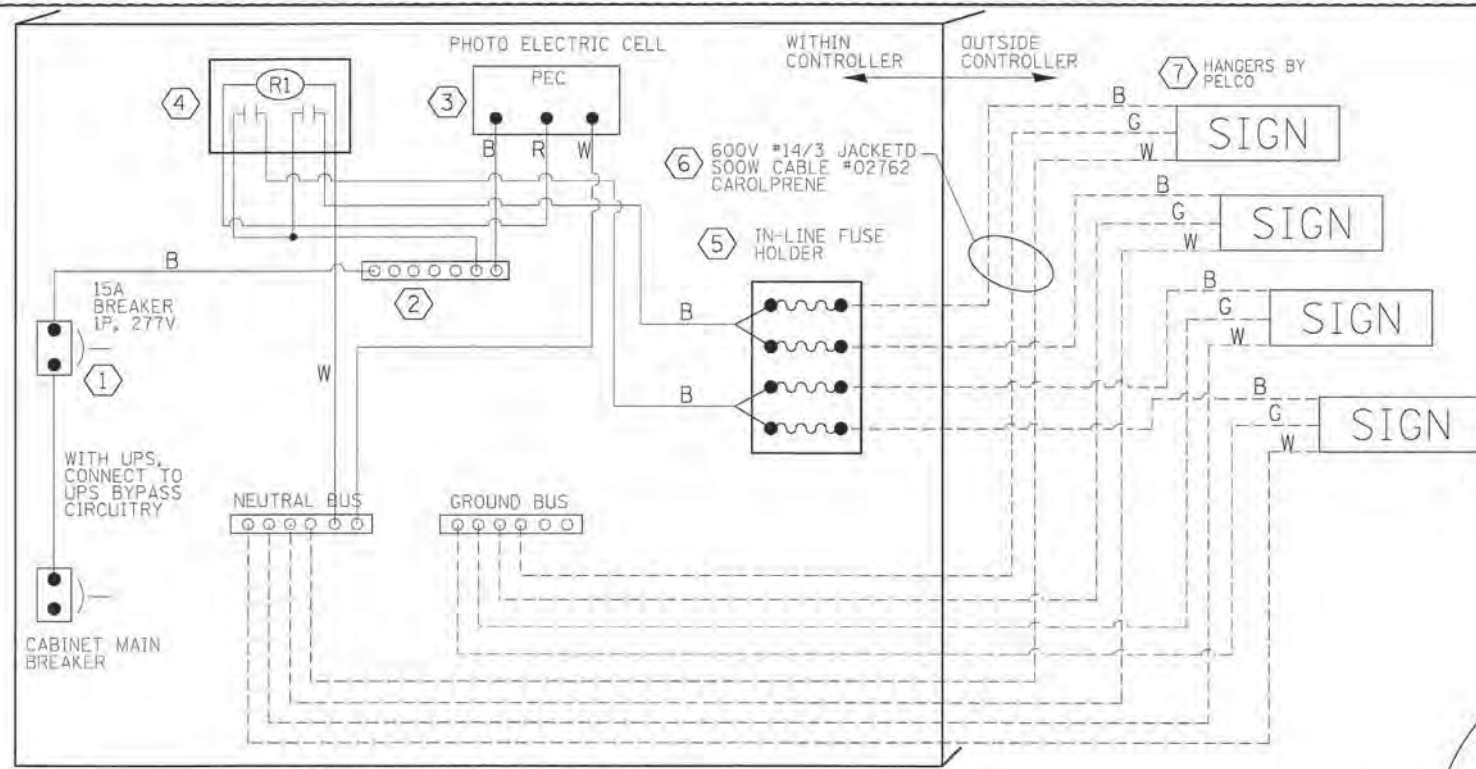 PHOTO ELECTRIC CELL
WITHIN
CONTROLLER
OUTSIDE
CONTROLLER
7
HANGERS BY
PELCO
4
R1
3
PEC
B
R
W
6
600V #14/3 JACKETD
SOOW CABLE #02762
CAROLPRENE
B
G
W
SIGN
B
G
W
SIGN
5
IN-LINE FUSE
HOLDER
B
2
15A
BREAKER
1P, 277V
1
W
B
B
B
G
W
SIGN
B
G
W
SIGN
WITH UPS,
CONNECT TO
UPS BYPASS
CIRCUITRY
NEUTRAL BUS
GROUND BUS
CABINET MAIN
BREAKER